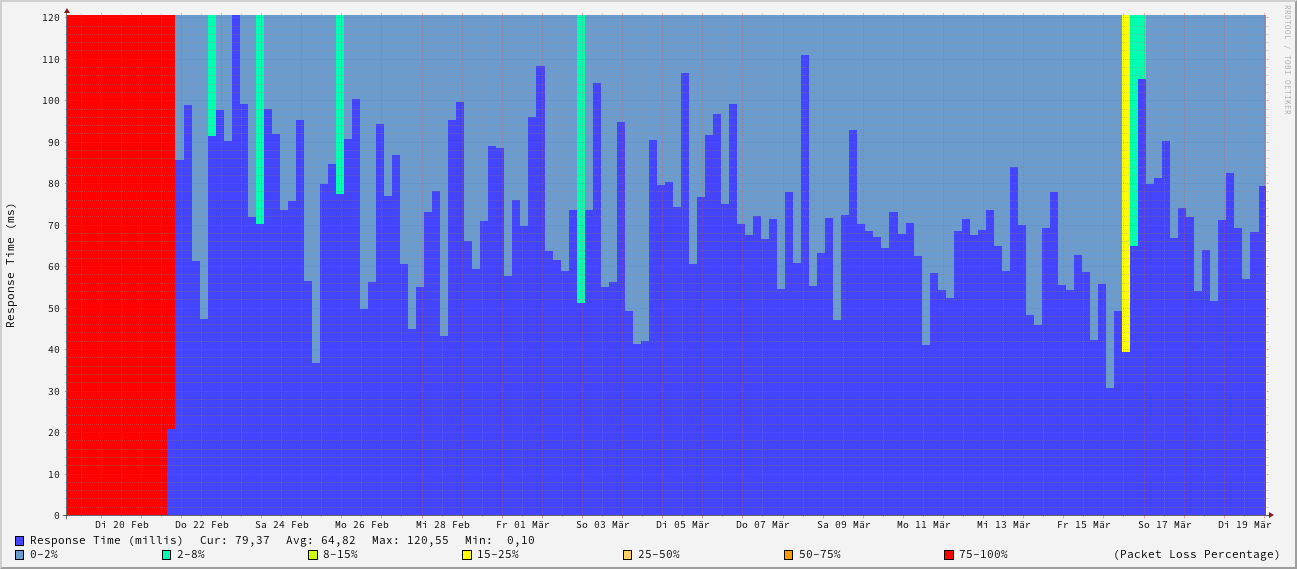 RRDTOOL / TOBI OETIKER
Response Time (ms)
120
110
100
90
80
70
60
50
40
30
20
10
0
Di 20 Feb Do 22 Feb Sa 24 Feb Mo 26 Feb Mi 28 Feb Fr 01 Mär So 03 Mär Di 05 Mär Do 07 Mär Sa 09 Mär Mo 11 Mär Mi 13 Mär Fr 15 Mär So 17 Mär Di 19 Mär
Response Time (millis) Cur: 79,37 Avg: 64,82 Max: 120,55 Min: 0,10
0-2% 2-8% 8-15% 15-25% 25-50% 50-75% 75-100% (Packet Loss Percentage)